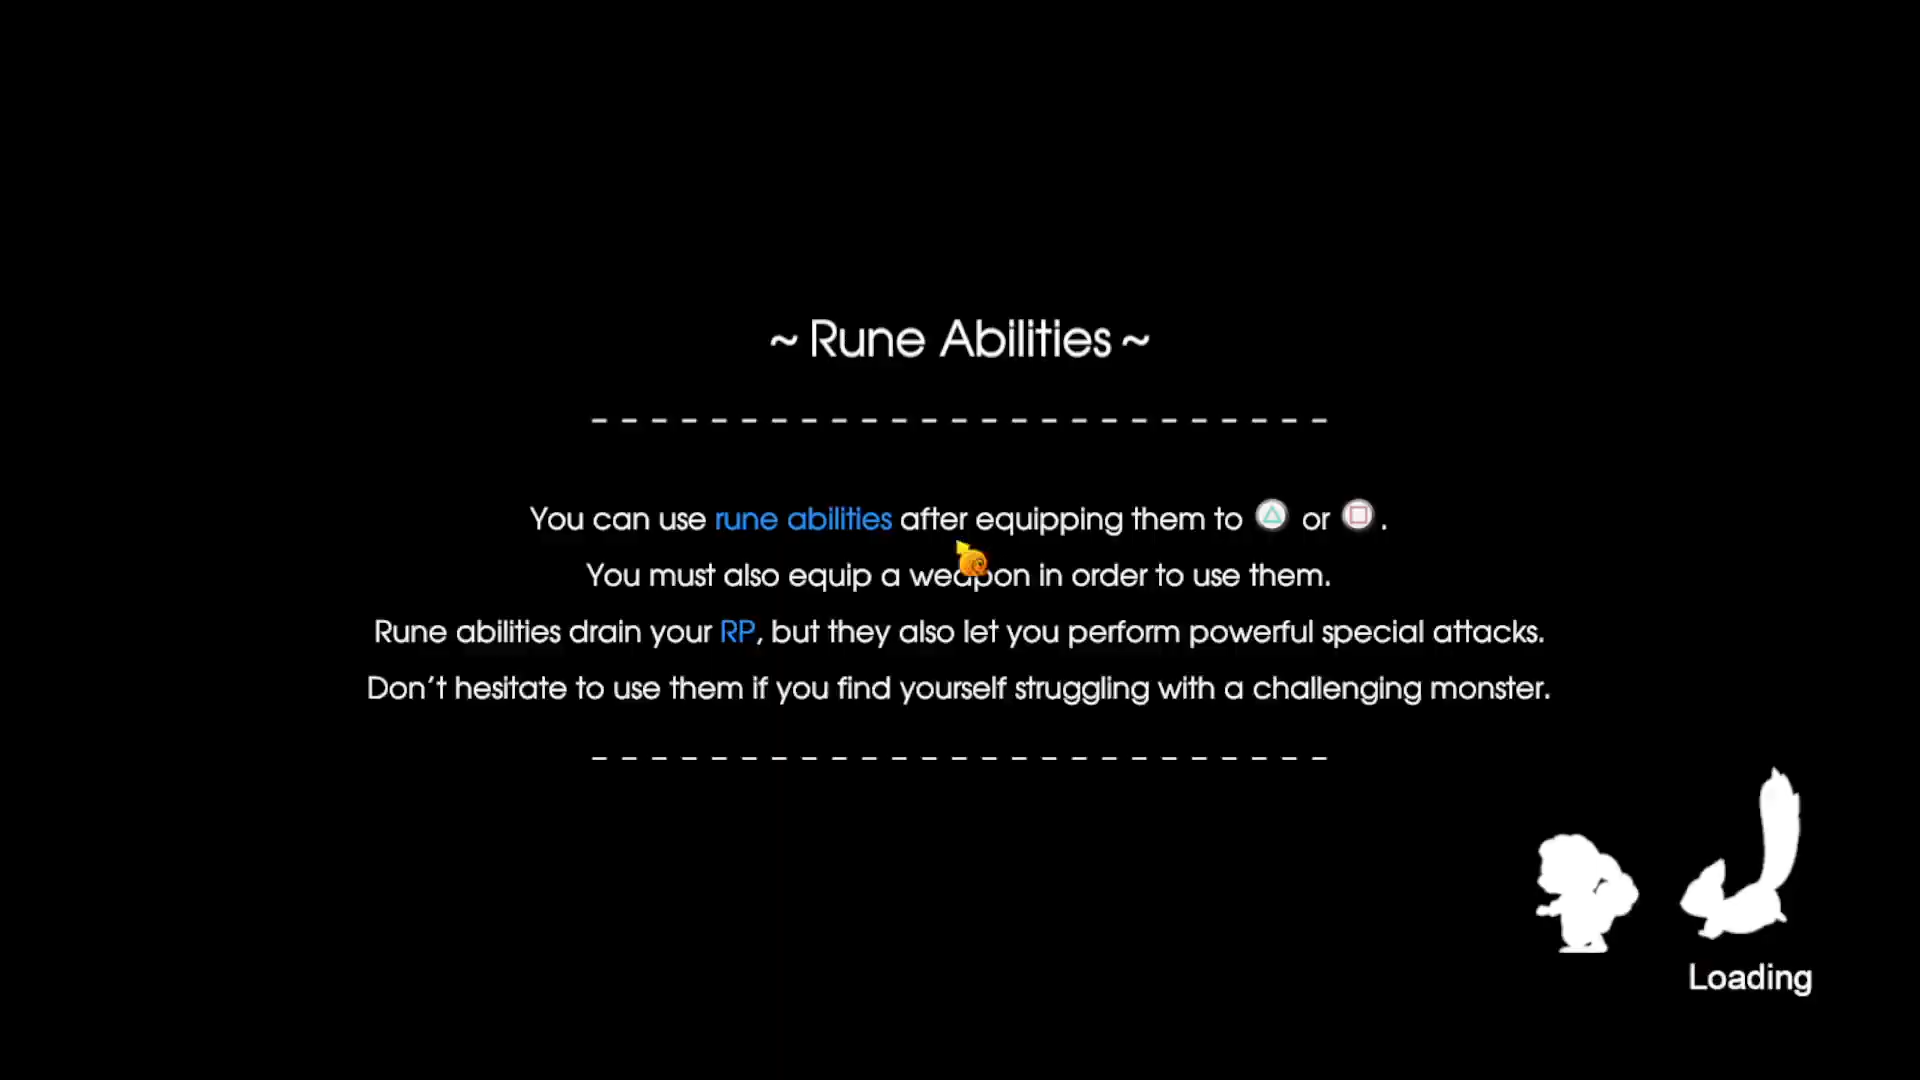 ~ Rune Abilities ~
You can use rune abilities after equipping them to △ or □.
You must also equip a weapon in order to use them.
Rune abilities drain your RP, but they also let you perform powerful special attacks.
Don't hesitate to use them if you find yourself struggling with a challenging monster.
Loading